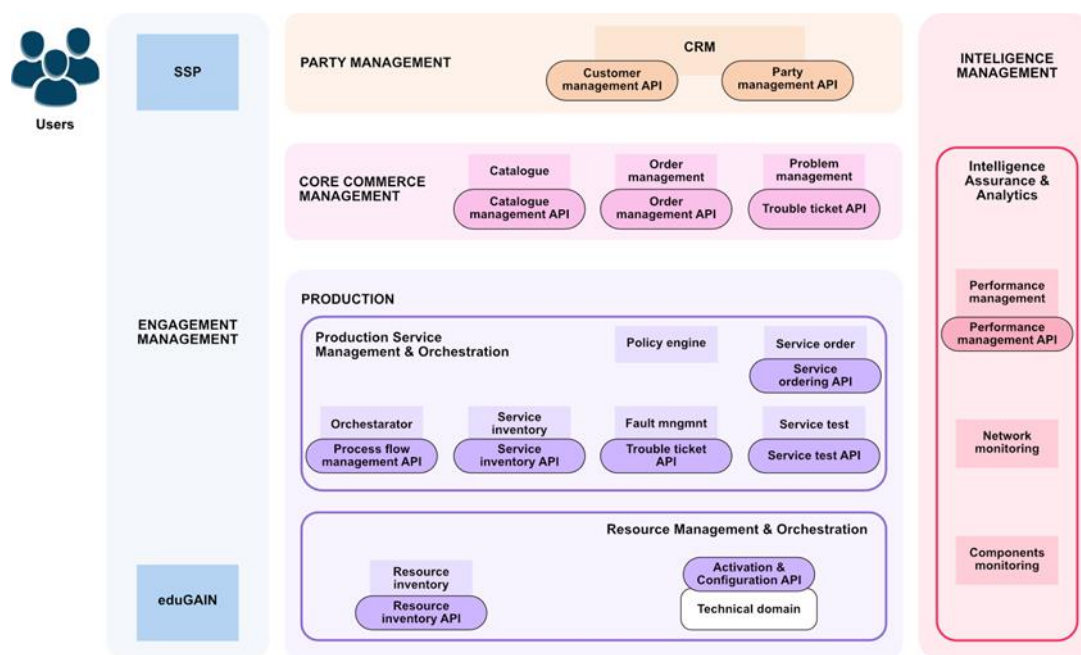 Users
SSP
ENGAGEMENT
MANAGEMENT
eduGAIN
PARTY MANAGEMENT
CRM
Customer
management API
Party
management API
CORE COMMERCE
MANAGEMENT
Catalogue
Catalogue
management API
Order
management
Order
management API
Problem
management
Trouble ticket API
PRODUCTION
Production Service
Management & Orchestration
Policy engine
Service order
Service
ordering API
Orchestarator
Process flow
management API
Service
inventory
Service
inventory API
Fault mngmnt
Trouble ticket
API
Service test
Service test API
Resource Management & Orchestration
Resource
inventory
Resource
inventory API
Activation &
Configuration API
Technical domain
INTELIGENCE
MANAGEMENT
Intelligence
Assurance &
Analytics
Performance
management
Performance
management API
Network
monitoring
Components
monitoring